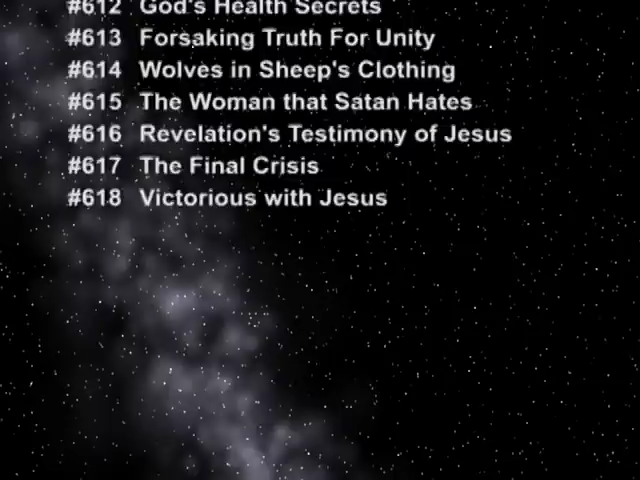 #612 God's Health Secrets
#613 Forsaking Truth For Unity
#614 Wolves in Sheep's Clothing
#615 The Woman that Satan Hates
#616 Revelation's Testimony of Jesus
#617 The Final Crisis
#618 Victorious with Jesus